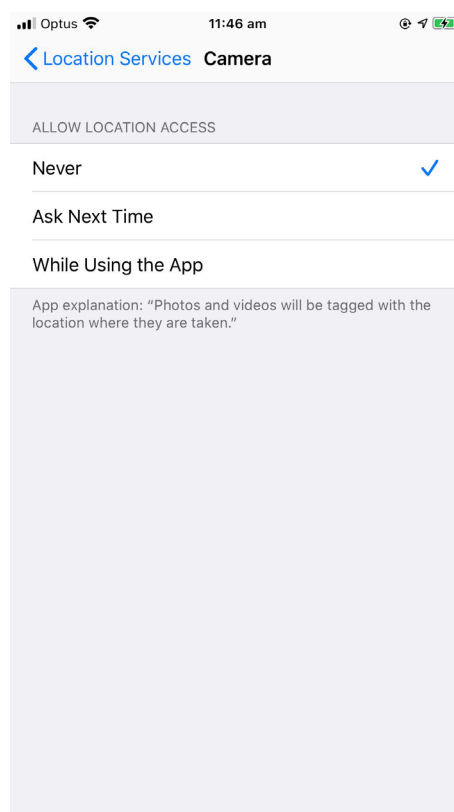 Optus 11:46 am
Location Services Camera
ALLOW LOCATION ACCESS
Never
Ask Next Time
While Using the App
App explanation: “Photos and videos will be tagged with the
location where they are taken.”